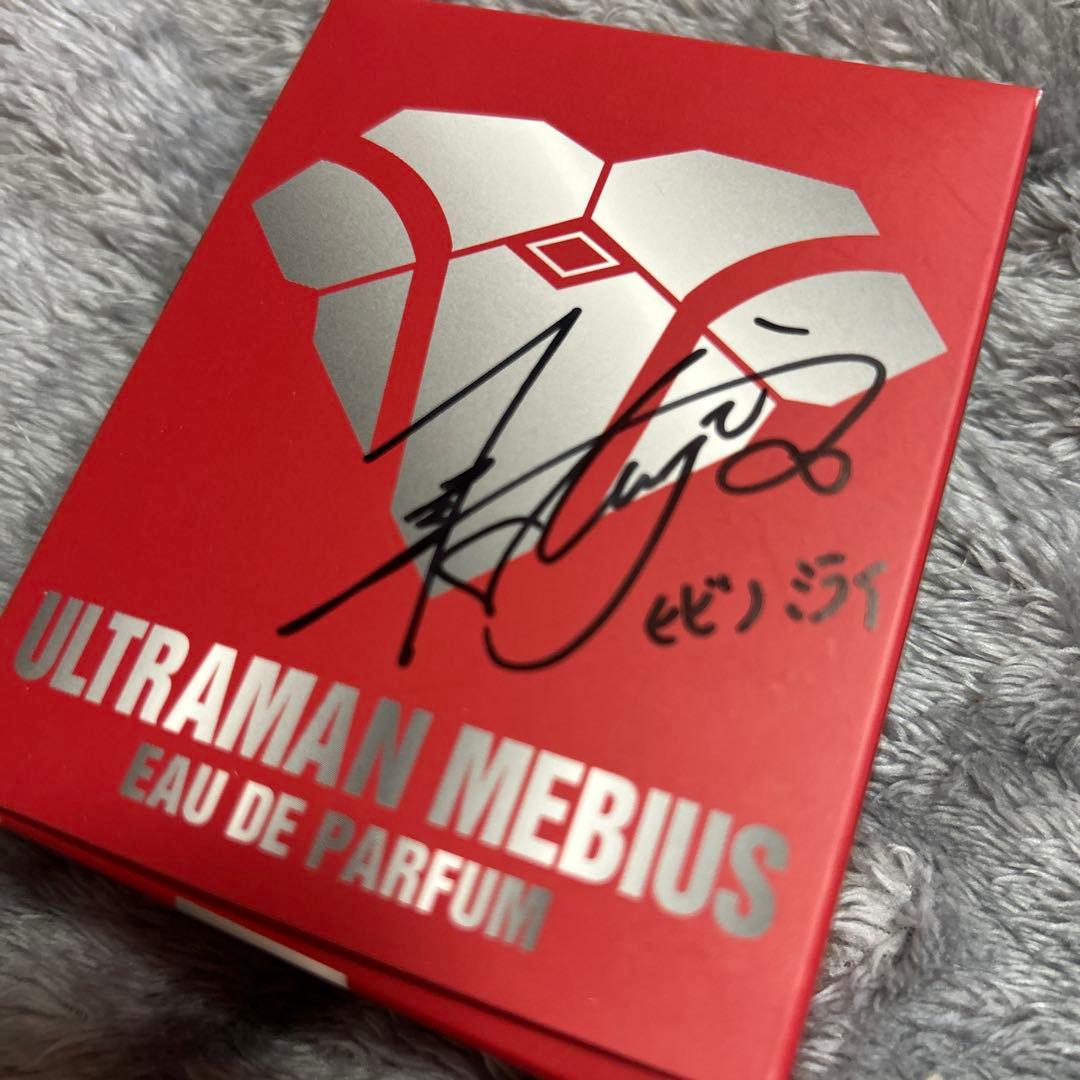 ヒビノ ミライ
ULTRAMAN MEBIUS
EAU DE PARFUM